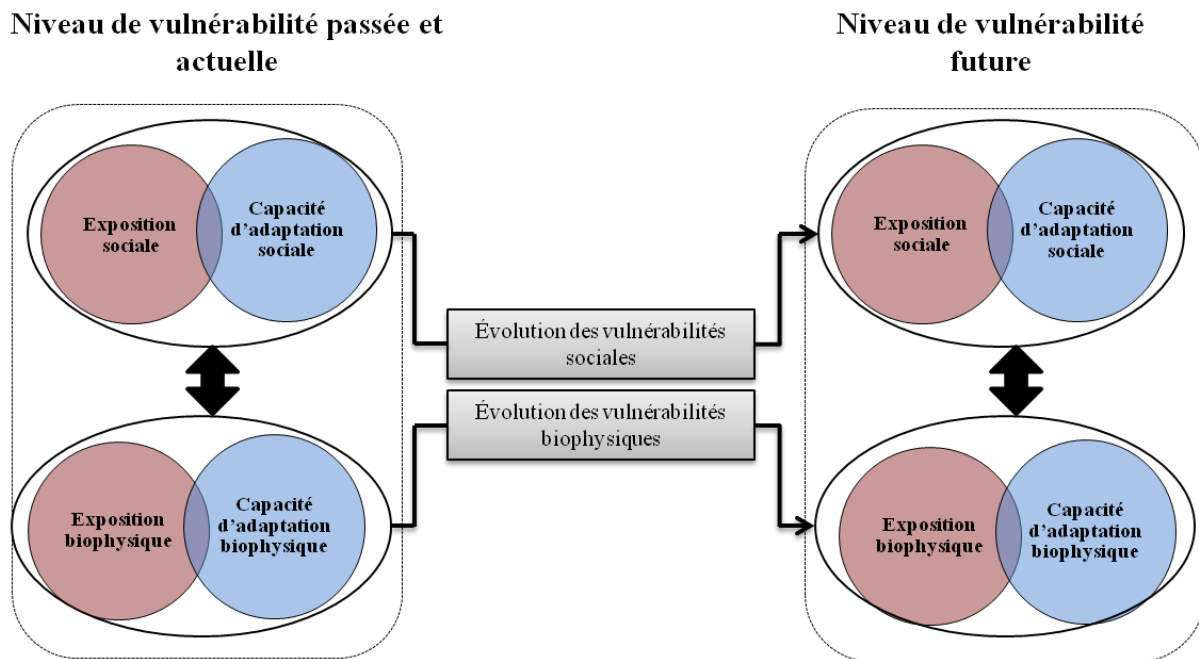 Niveau de vulnérabilité passée et
actuelle
Niveau de vulnérabilité
future
Exposition
sociale
Capacité
d'adaptation
sociale
Exposition
biophysique
Capacité
d'adaptation
biophysique
Évolution des vulnérabilités
sociales
Évolution des vulnérabilités
biophysiques
Exposition
sociale
Capacité
d'adaptation
sociale
Exposition
biophysique
Capacité
d'adaptation
biophysique